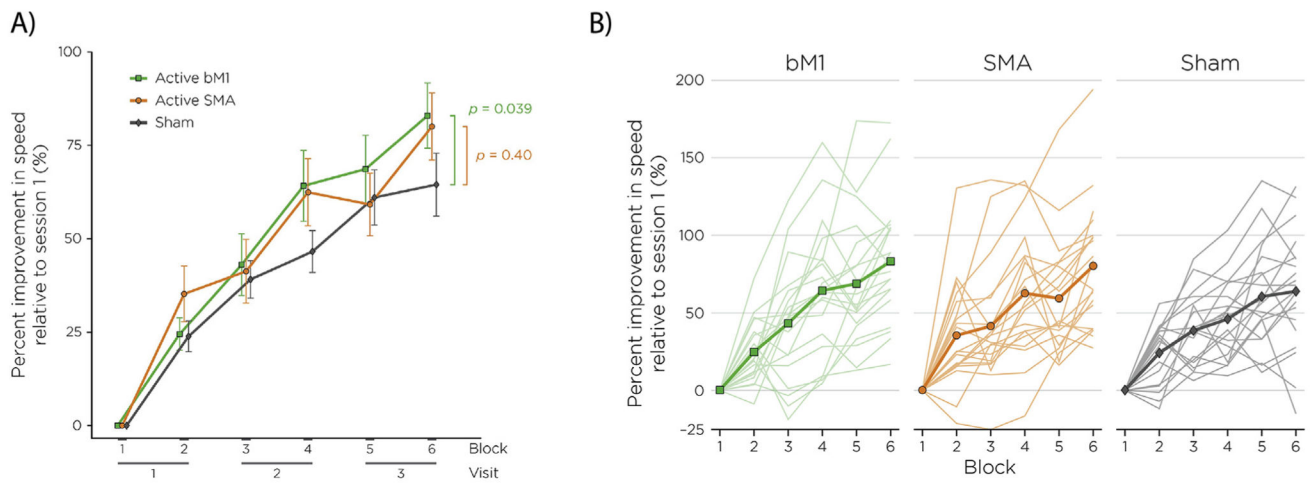 A)
Percent improvement in speed
relative to session 1 (%)
100
75
50
25
0
Active bM1
Active SMA
Sham
p = 0.039
p = 0.40
1 2 3 4 5 6 Block
1 2 3 Visit
B)
bM1 SMA Sham
Percent improvement in speed
relative to session 1 (%)
200
150
100
50
0
−25
1 2 3 4 5 6 1 2 3 4 5 6 1 2 3 4 5 6
Block